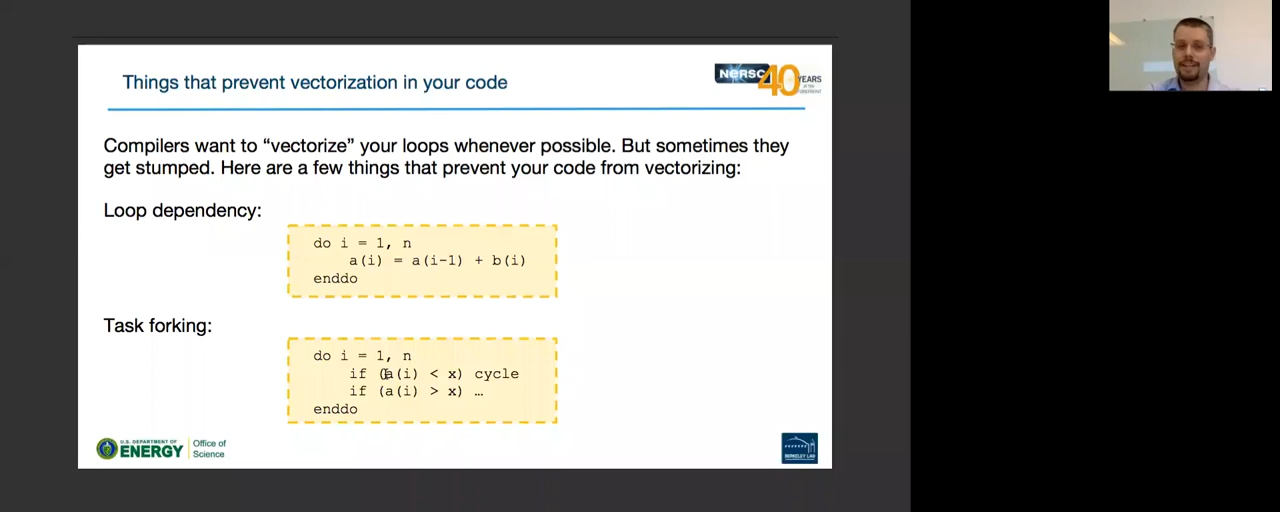 Things that prevent vectorization in your code
NERSC 40 YEARS
Compilers want to “vectorize” your loops whenever possible. But sometimes they
get stumped. Here are a few things that prevent your code from vectorizing:
Loop dependency:
do i = 1, n
a(i) = a(i-1) + b(i)
enddo
Task forking:
do i = 1, n
if (a(i) < x) cycle
if (a(i) > x) …
enddo
U.S. DEPARTMENT OF
ENERGY
Office of
Science
BERKELEY LAB